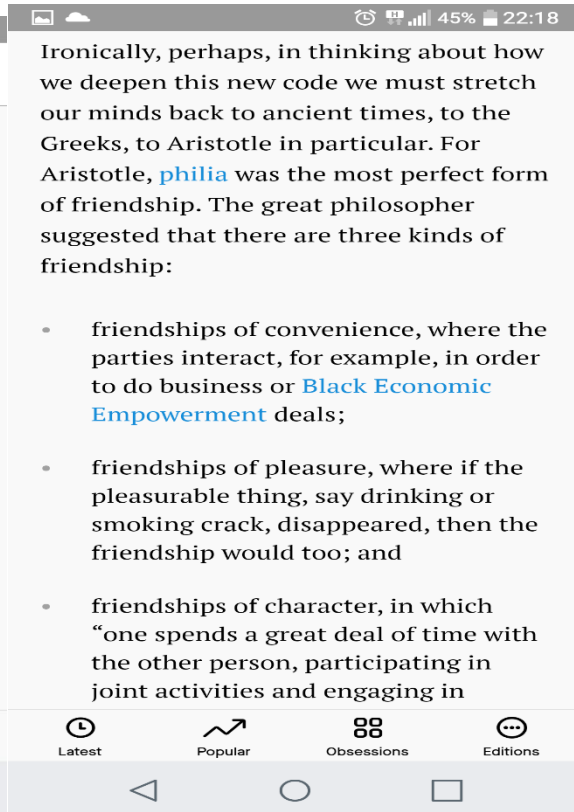 45% 22:18
Ironically, perhaps, in thinking about how
we deepen this new code we must stretch
our minds back to ancient times, to the
Greeks, to Aristotle in particular. For
Aristotle, philia was the most perfect form
of friendship. The great philosopher
suggested that there are three kinds of
friendship:
• friendships of convenience, where the
parties interact, for example, in order
to do business or Black Economic
Empowerment deals;
• friendships of pleasure, where if the
pleasurable thing, say drinking or
smoking crack, disappeared, then the
friendship would too; and
• friendships of character, in which
“one spends a great deal of time with
the other person, participating in
joint activities and engaging in
Latest Popular Obsessions Editions